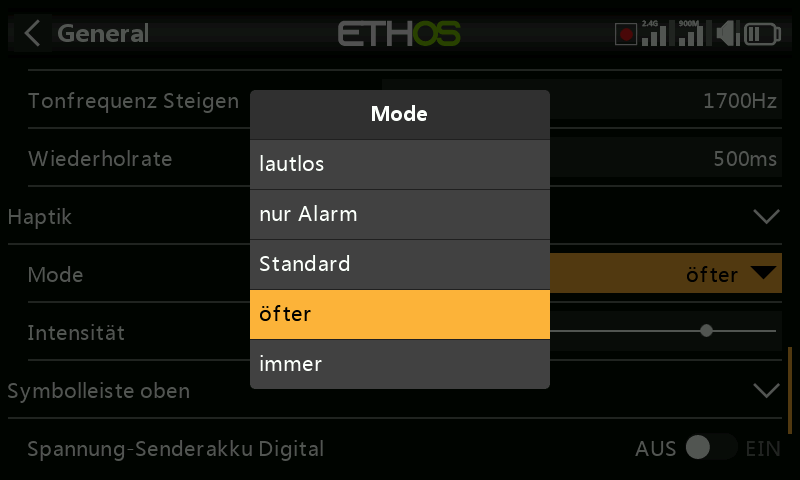 General
ETHOS
2.4G
900M
Tonfrequenz Steigen
1700Hz
Mode
Wiederholrate
500ms
lautlos
nur Alarm
Haptik
Standard
Mode
öfter
öfter
Intensität
immer
Symbolleiste oben
Spannung-Senderakku Digital
AUS
EIN